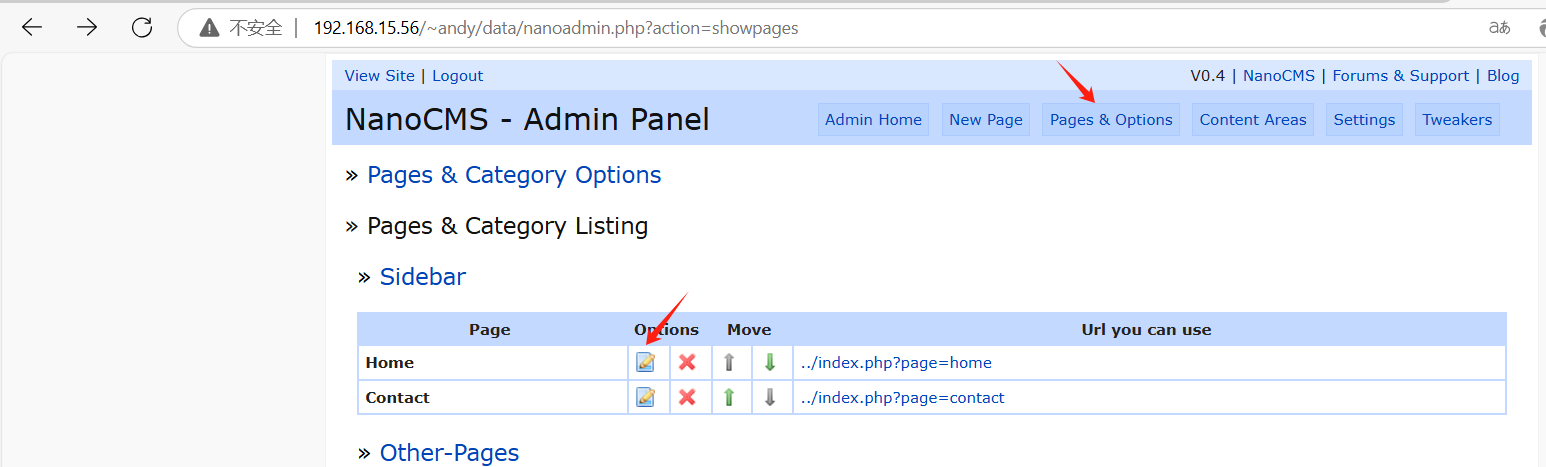 不安全 | 192.168.15.56/~andy/data/nanoadmin.php?action=showpages aあ
View Site | Logout V0.4 | NanoCMS | Forums & Support | Blog
NanoCMS - Admin Panel Admin Home New Page Pages & Options Content Areas Settings Tweakers
» Pages & Category Options
» Pages & Category Listing
» Sidebar
Page Options Move Url you can use
Home ../index.php?page=home
Contact ../index.php?page=contact
» Other-Pages